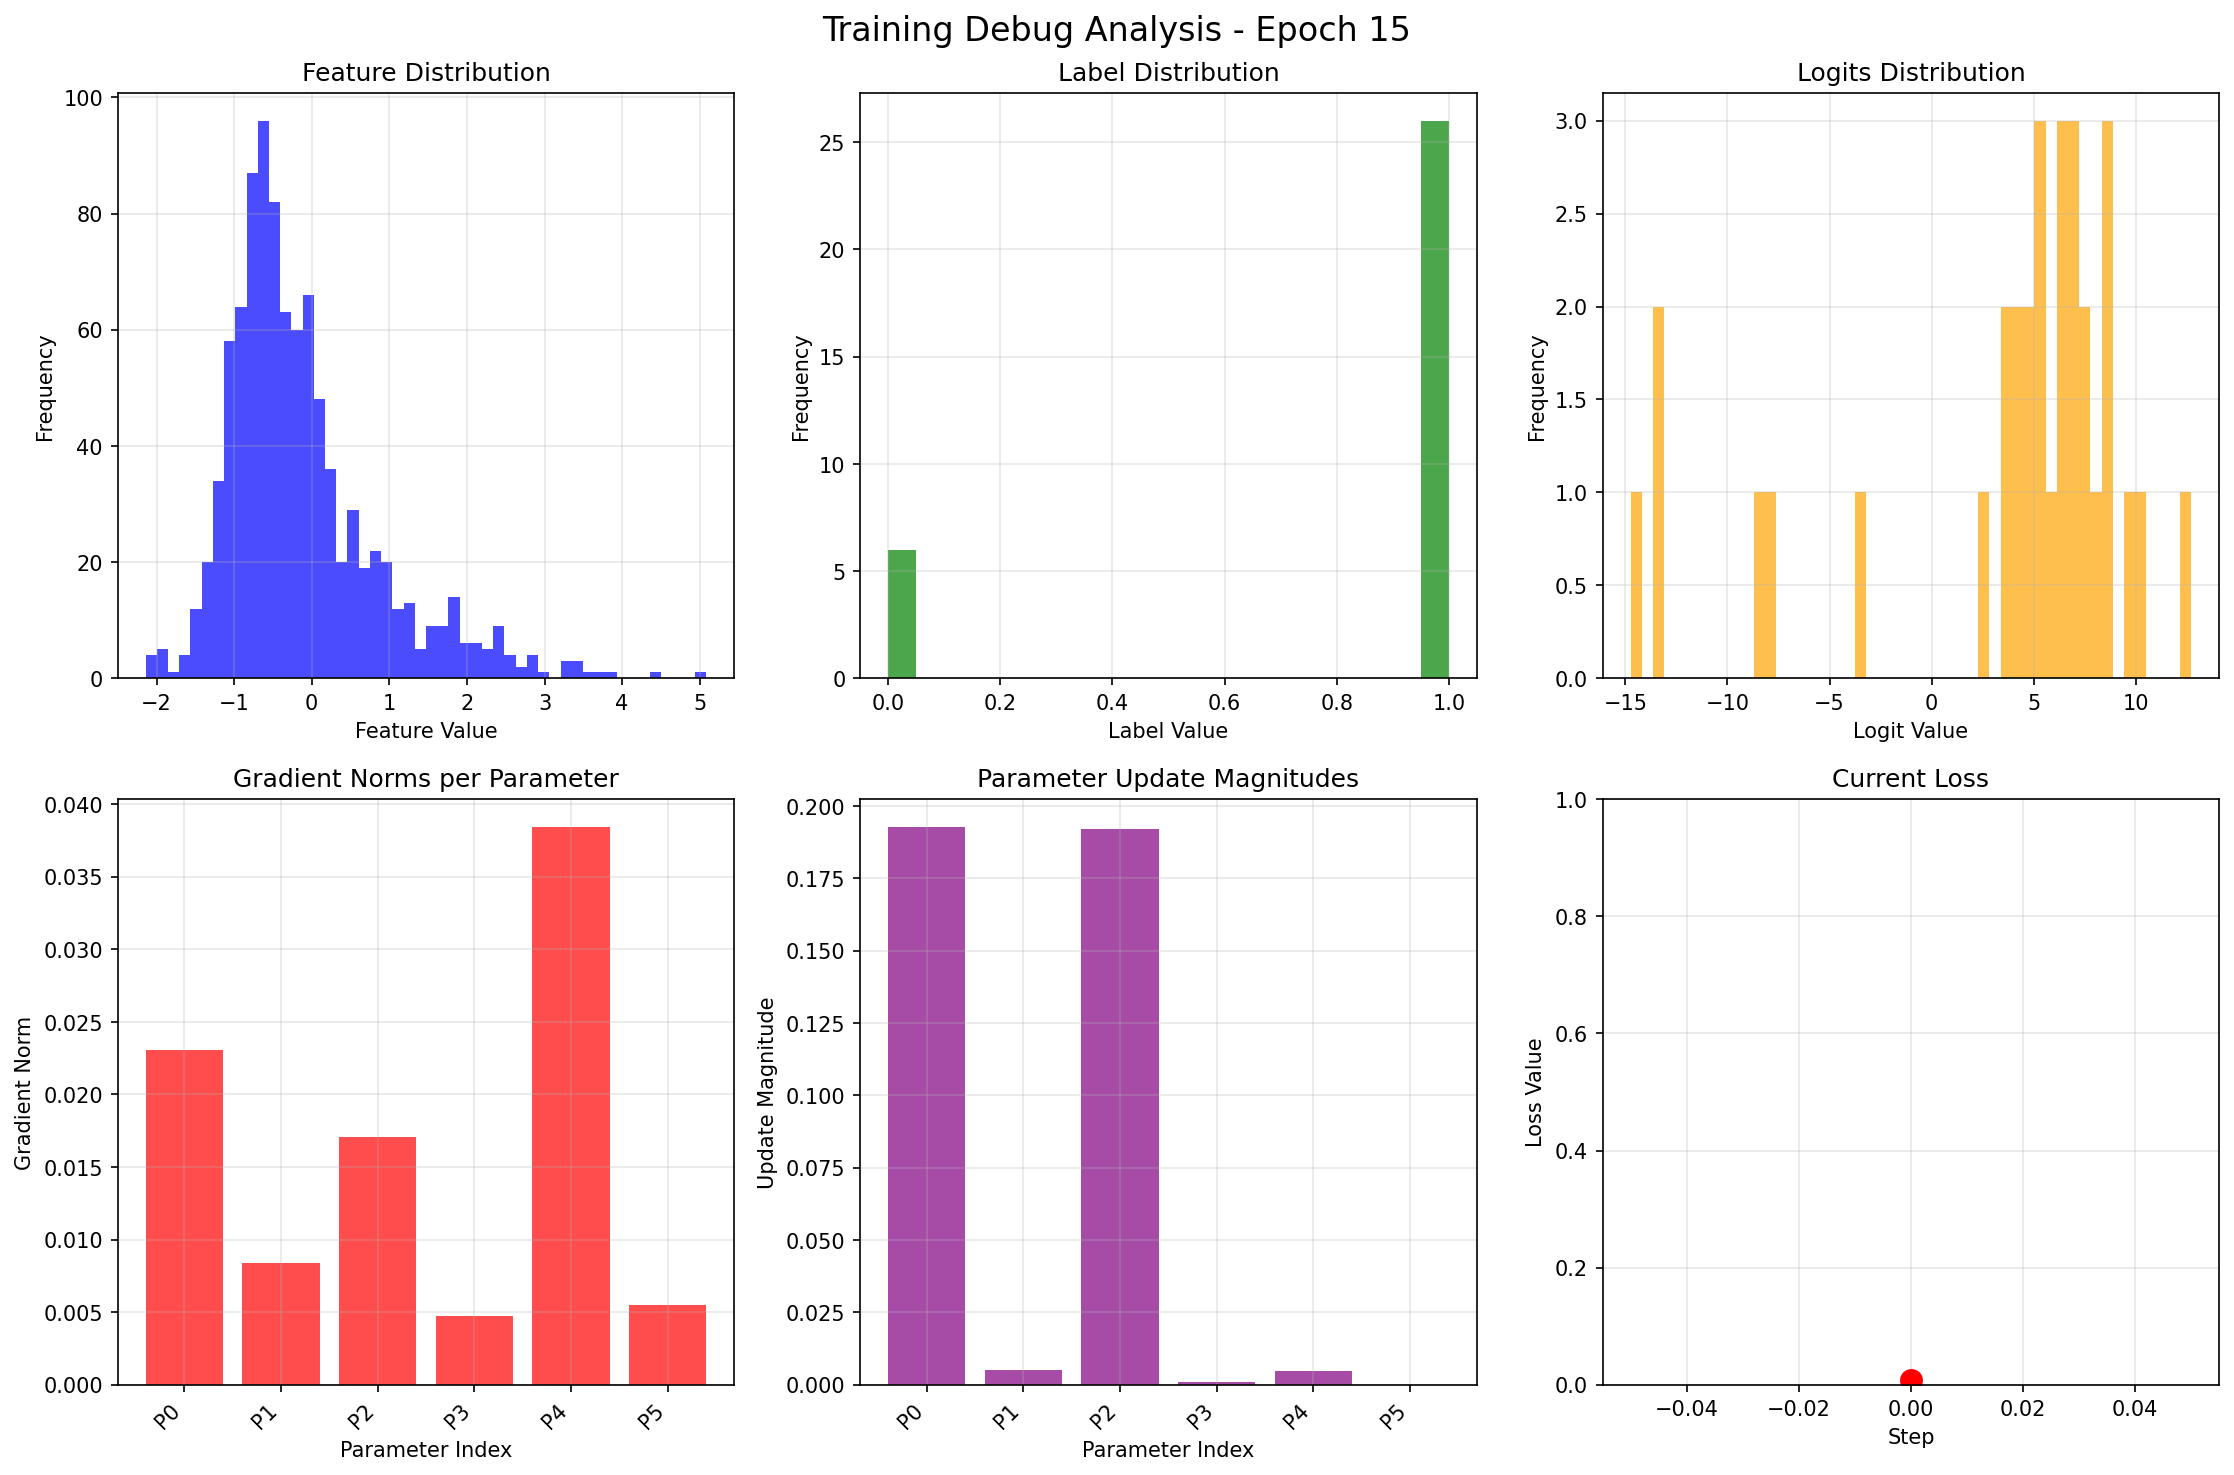 Training Debug Analysis - Epoch 15
Feature Distribution
Frequency
100
80
60
40
20
0
−2
−1
0
1
2
3
4
5
Feature Value
Label Distribution
Frequency
25
20
15
10
5
0
0.0
0.2
0.4
0.6
0.8
1.0
Label Value
Logits Distribution
Frequency
3.0
2.5
2.0
1.5
1.0
0.5
0.0
−15
−10
−5
0
5
10
Logit Value
Gradient Norms per Parameter
Gradient Norm
0.040
0.035
0.030
0.025
0.020
0.015
0.010
0.005
0.000
P0
P1
P2
P3
P4
P5
Parameter Index
Parameter Update Magnitudes
Update Magnitude
0.200
0.175
0.150
0.125
0.100
0.075
0.050
0.025
0.000
P0
P1
P2
P3
P4
P5
Parameter Index
Current Loss
Loss Value
1.0
0.8
0.6
0.4
0.2
0.0
−0.04
−0.02
0.00
0.02
0.04
Step